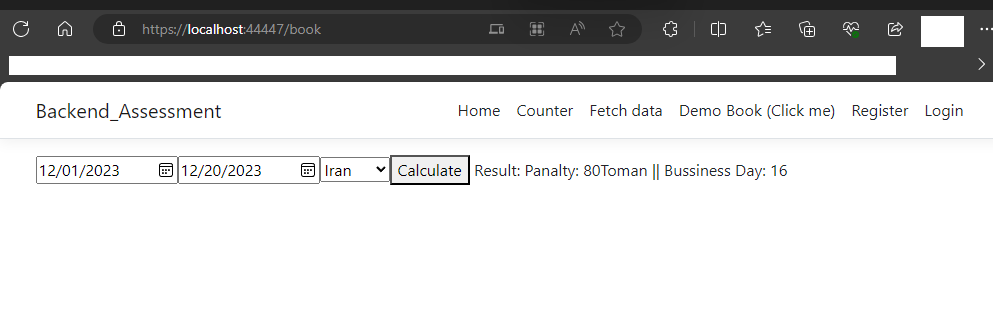 https://localhost:44447/book
Backend_Assessment Home Counter Fetch data Demo Book (Click me) Register Login
12/01/2023 12/20/2023 Iran Calculate Result: Panalty: 80Toman || Bussiness Day: 16